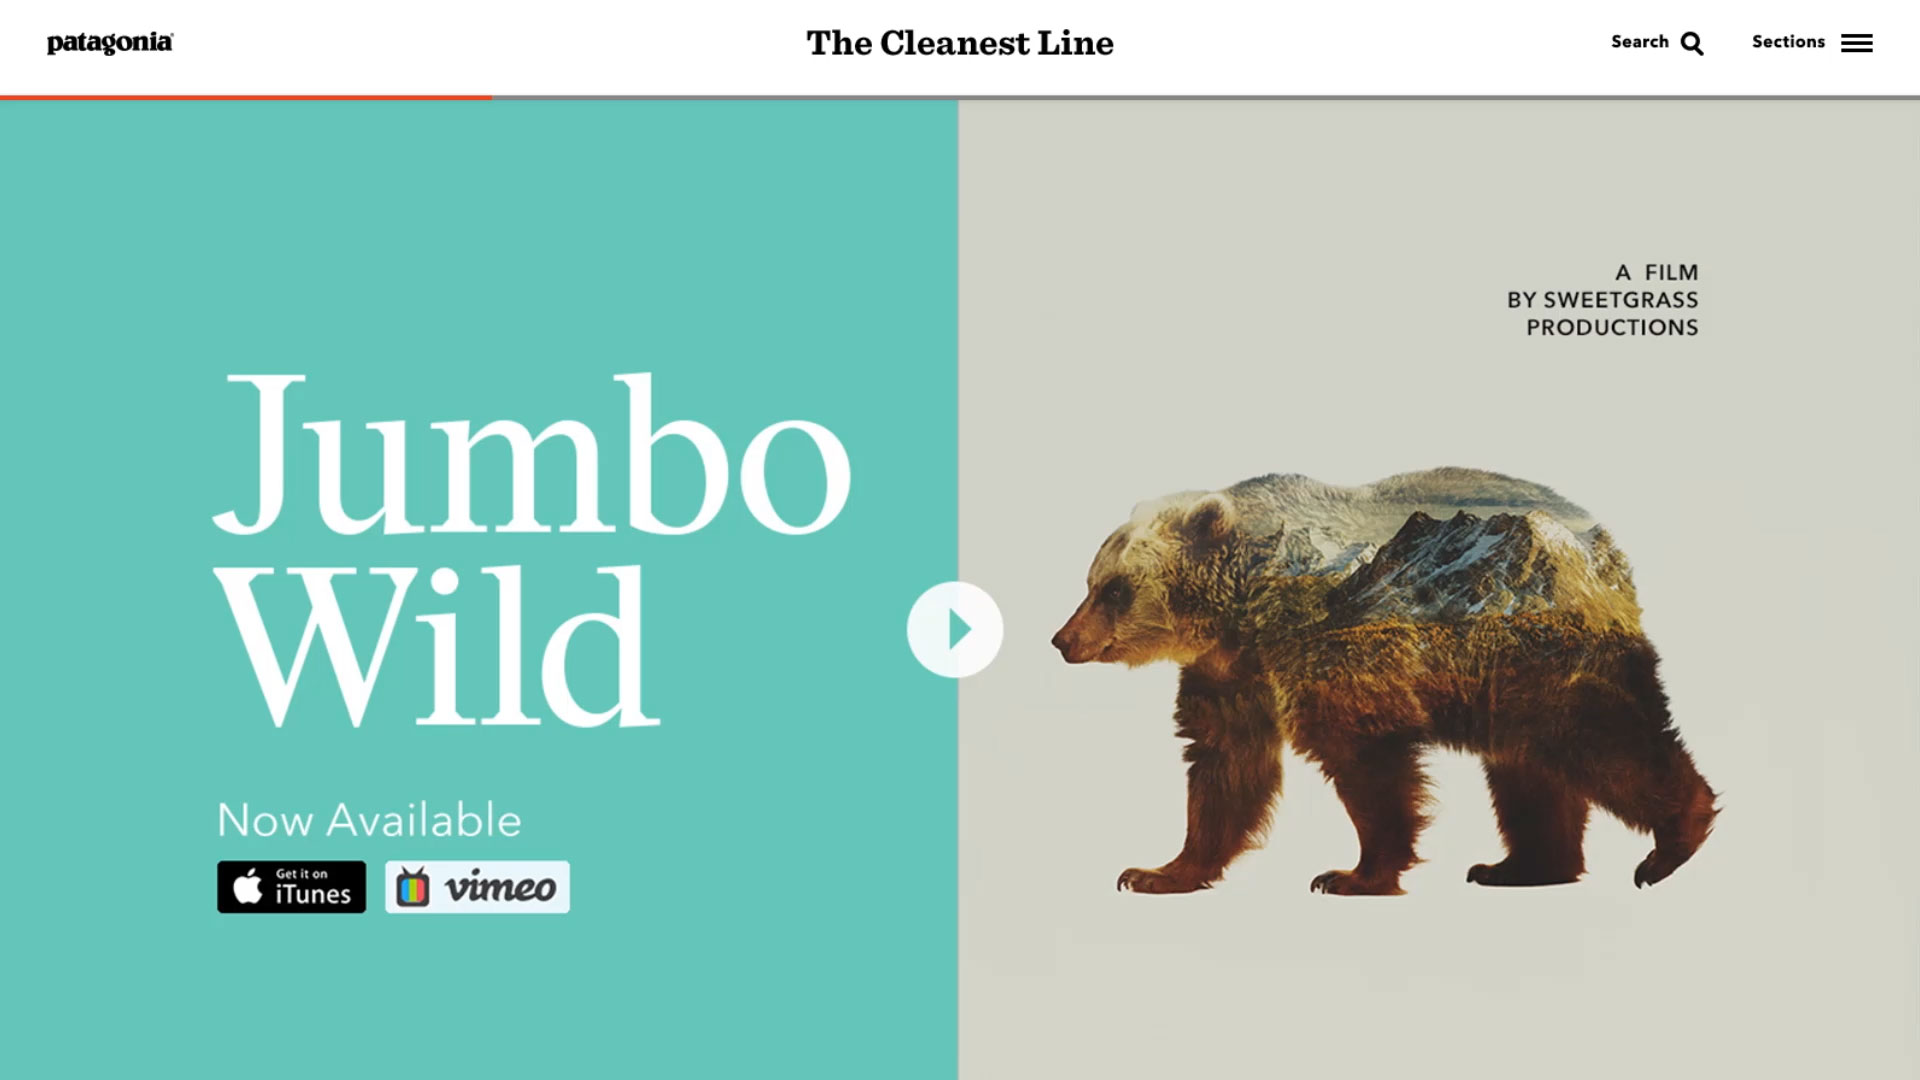 patagonia
The Cleanest Line
Search
Sections
A FILM
BY SWEETGRASS
PRODUCTIONS
Jumbo
Wild
Now Available
Get it on
iTunes
vimeo